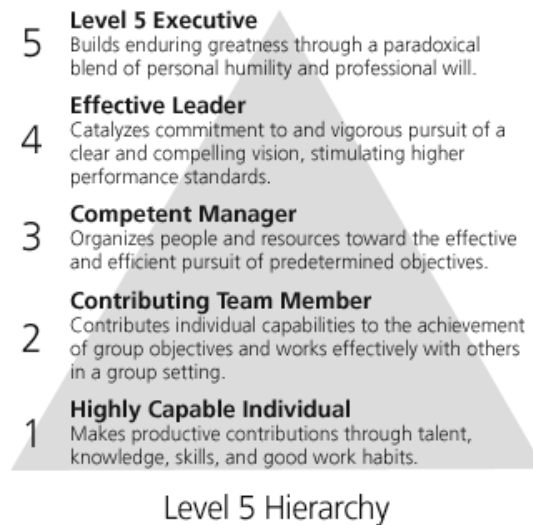 5
Level 5 Executive
Builds enduring greatness through a paradoxical
blend of personal humility and professional will.
4
Effective Leader
Catalyzes commitment to and vigorous pursuit of a
clear and compelling vision, stimulating higher
performance standards.
3
Competent Manager
Organizes people and resources toward the effective
and efficient pursuit of predetermined objectives.
2
Contributing Team Member
Contributes individual capabilities to the achievement
of group objectives and works effectively with others
in a group setting.
1
Highly Capable Individual
Makes productive contributions through talent,
knowledge, skills, and good work habits.
Level 5 Hierarchy